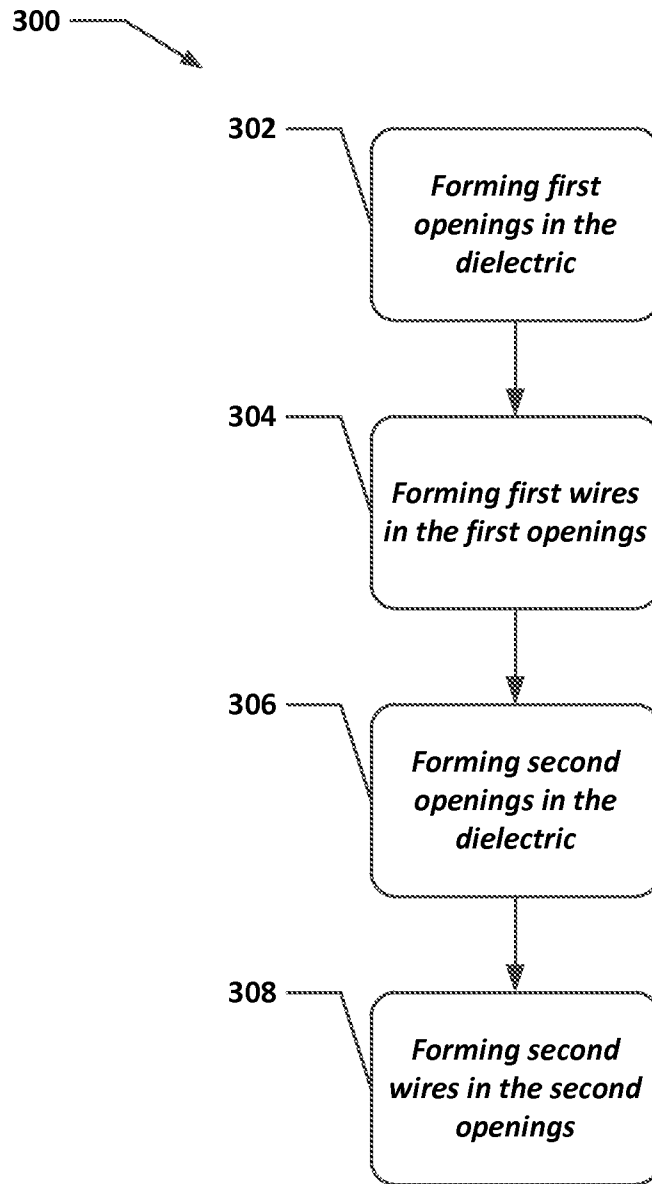 300
302
Forming first
openings in the
dielectric
304
Forming first wires
in the first openings
306
Forming second
openings in the
dielectric
308
Forming second
wires in the second
openings